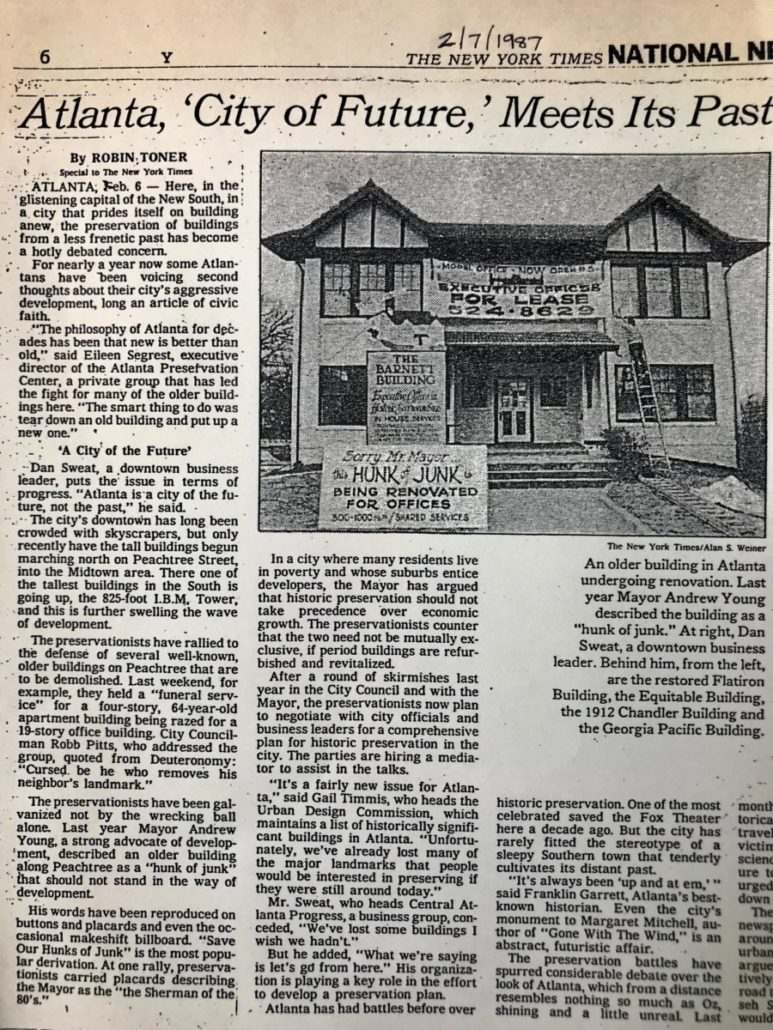 2/7/1987
6 Y THE NEW YORK TIMES NATIONAL NE
Atlanta, ‘City of Future,’ Meets Its Past
By ROBIN TONER
Special to The New York Times
ATLANTA, Feb. 6 — Here, in the
glistening capital of the New South, in
a city that prides itself on building
anew, the preservation of buildings
from a less frenetic past has become
a hotly debated concern.
For nearly a year now some Atlan-
tans have been voicing second
thoughts about their city's aggressive
development, long an article of civic
faith.
"The philosophy of Atlanta for dec-
ades has been that new is better than
old," said Eileen Segrest, executive
director of the Atlanta Preservation
Center, a private group that has led
the fight for many of the older build-
ings here. "The smart thing to do was
tear down an old building and put up a
new one."
‘A City of the Future’
Dan Sweat, a downtown business
leader, puts the issue in terms of
progress. "Atlanta is a city of the fu-
ture, not the past," he said.
The city's downtown has long been
crowded with skyscrapers, but only
recently have the tall buildings begun
marching north on Peachtree Street,
into the Midtown area. There one of
the tallest buildings in the South is
going up, the 825-foot I.B.M. Tower,
and this is further swelling the wave
of development.
The preservationists have rallied to
the defense of several well-known,
older buildings on Peachtree that are
to be demolished. Last weekend, for
example, they held a "funeral serv-
ice" for a four-story, 64-year-old
apartment building being razed for a
19-story office building. City Council-
man Robb Pitts, who addressed the
group, quoted from Deuteronomy:
"Cursed be he who removes his
neighbor's landmark."
The preservationists have been gal-
vanized not by the wrecking ball
alone. Last year Mayor Andrew
Young, a strong advocate of develop-
ment, described an older building
along Peachtree as a "hunk of junk"
that should not stand in the way of
development.
His words have been reproduced on
buttons and placards and even the oc-
casional makeshift billboard. "Save
Our Hunks of Junk" is the most popu-
lar derivation. At one rally, preserva-
tionists carried placards describing
the Mayor as the "the Sherman of the
80's."
MODEL OFFICE NOW OPEN
EXECUTIVE OFFICES
FOR LEASE
524-8629
THE
BARNETT
BUILDING
IN HOUSE SERVICES
Sorry Mr. Mayor...
this HUNK of JUNK is
BEING RENOVATED
FOR OFFICES
/SHARED SERVICES
The New York Times/Alan S. Weiner
An older building in Atlanta
undergoing renovation. Last
year Mayor Andrew Young
described the building as a
"hunk of junk." At right, Dan
Sweat, a downtown business
leader. Behind him, from the left,
are the restored Flatiron
Building, the Equitable Building,
the 1912 Chandler Building and
the Georgia Pacific Building.
In a city where many residents live
in poverty and whose suburbs entice
developers, the Mayor has argued
that historic preservation should not
take precedence over economic
growth. The preservationists counter
that the two need not be mutually ex-
clusive, if period buildings are refur-
bished and revitalized.
After a round of skirmishes last
year in the City Council and with the
Mayor, the preservationists now plan
to negotiate with city officials and
business leaders for a comprehensive
plan for historic preservation in the
city. The parties are hiring a media-
tor to assist in the talks.
"It's a fairly new issue for Atlan-
ta," said Gail Timmis, who heads the
Urban Design Commission, which
maintains a list of historically signifi-
cant buildings in Atlanta. "Unfortu-
nately, we've already lost many of
the major landmarks that people
would be interested in preserving if
they were still around today."
Mr. Sweat, who heads Central At-
lanta Progress, a business group, con-
ceded, "We've lost some buildings I
wish we hadn't."
But he added, "What we're saying
is let's go from here." His organiza-
tion is playing a key role in the effort
to develop a preservation plan.
Atlanta has had battles before over
historic preservation. One of the most
celebrated saved the Fox Theater
here a decade ago. But the city has
rarely fitted the stereotype of a
sleepy Southern town that tenderly
cultivates its distant past.
"It's always been 'up and at em,' "
said Franklin Garrett, Atlanta's best-
known historian. Even the city's
monument to Margaret Mitchell, au-
thor of "Gone With The Wind," is an
abstract, futuristic affair.
The preservation battles have
spurred considerable debate over the
look of Atlanta, which from a distance
resembles nothing so much as Oz,
shining and a little unreal. Last
month
torica
travel
victim
scienc
ure t
urged
down
The
newsp
aroun
urban
argue
tively
road t
seh S
would